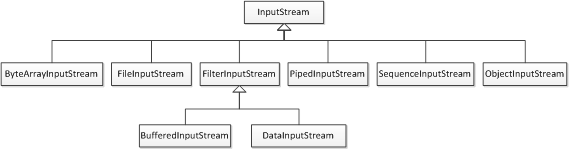 InputStream
ByteArrayInputStream
FileInputStream
FilterInputStream
PipedInputStream
SequenceInputStream
ObjectInputStream
BufferedInputStream
DataInputStream